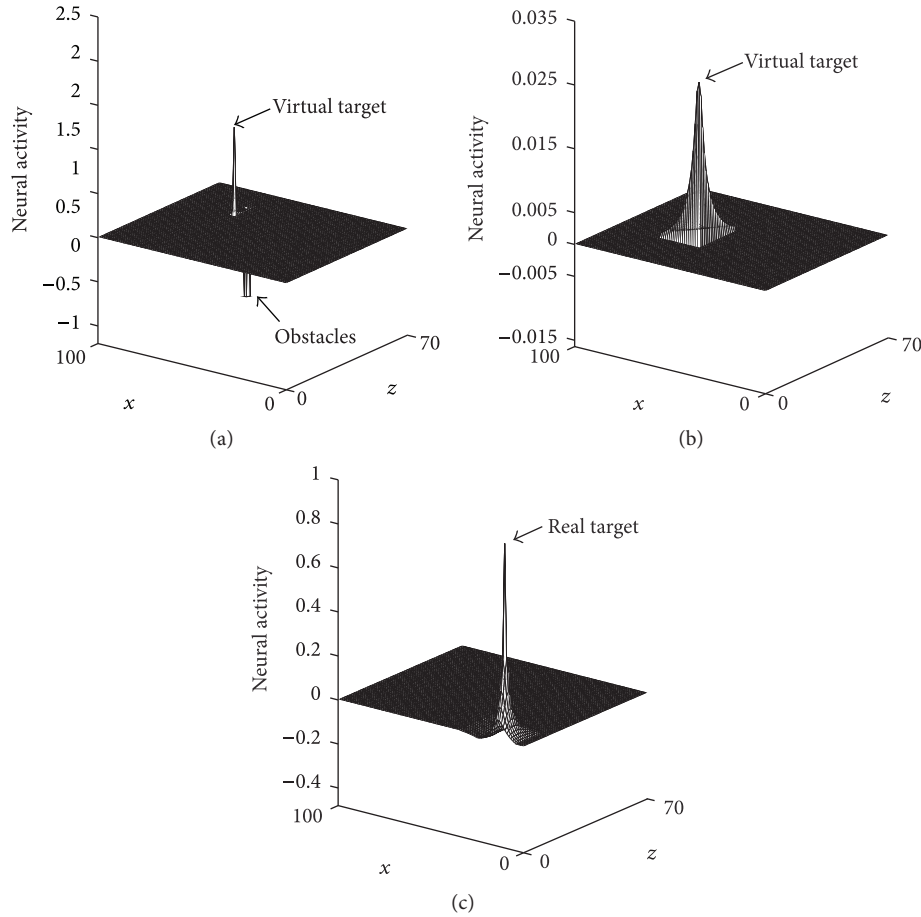 2.5
2
2
1.5
1
0.5
0
−0.5
−1
Neural activity
Virtual target
Obstacles
100
x
0
0
z
70
(a)
0.035
0.025
0.015
0.005
0
−0.005
−0.015
Neural activity
Virtual target
100
x
0
0
z
70
(b)
1
0.8
0.6
0.4
0.2
0
−0.2
−0.4
Neural activity
Real target
100
x
0
0
z
70
(c)